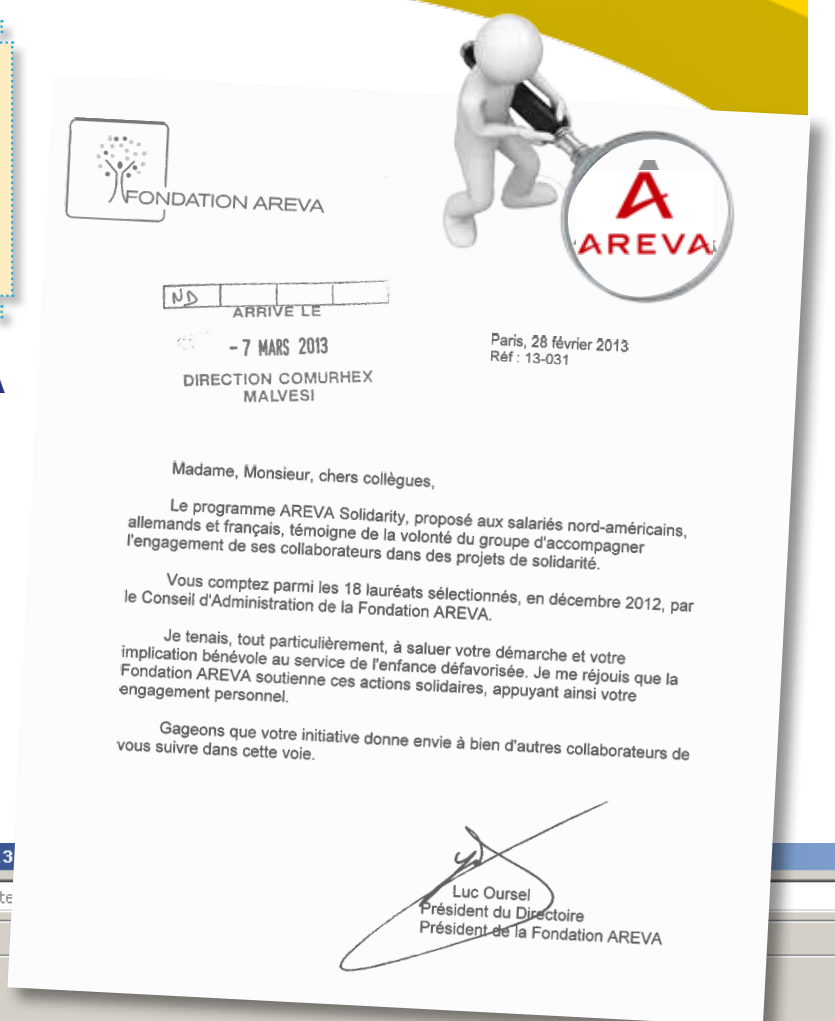 FONDATION AREVA
A
AREVA
ND
ARRIVE LE
- 7 MARS 2013
DIRECTION COMURHEX
MALVESI
Paris, 28 février 2013
Réf : 13-031
Madame, Monsieur, chers collègues,
Le programme AREVA Solidarity, proposé aux salariés nord-américains,
allemands et français, témoigne de la volonté du groupe d'accompagner
l'engagement de ses collaborateurs dans des projets de solidarité.
Vous comptez parmi les 18 lauréats sélectionnés, en décembre 2012, par
le Conseil d'Administration de la Fondation AREVA.
Je tenais, tout particulièrement, à saluer votre démarche et votre
implication bénévole au service de l'enfance défavorisée. Je me réjouis que la
Fondation AREVA soutienne ces actions solidaires, appuyant ainsi votre
engagement personnel.
Gageons que votre initiative donne envie à bien d'autres collaborateurs de
vous suivre dans cette voie.
Luc Oursel
Président du Directoire
Président de la Fondation AREVA